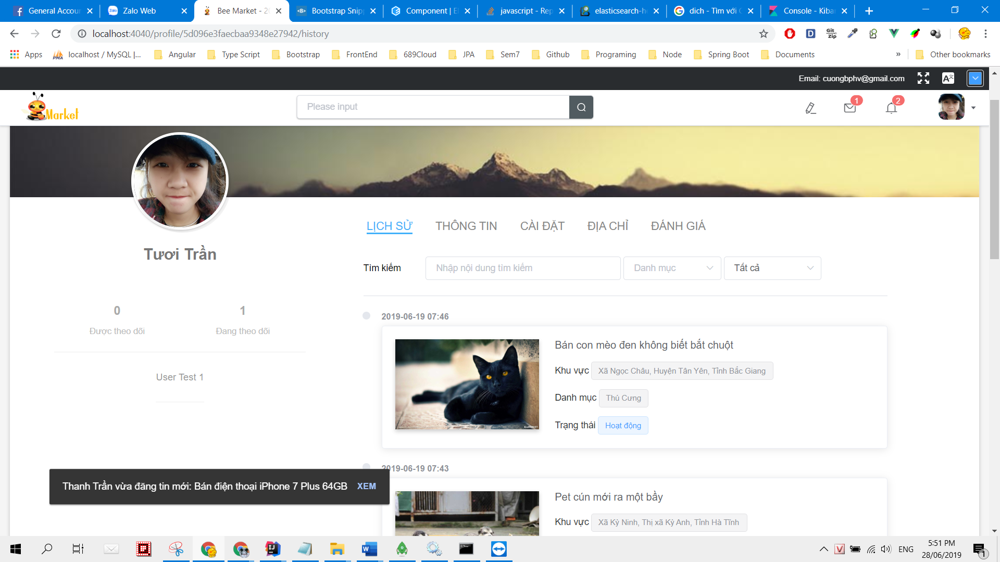 General Accou
Zalo Web
Bee Market - 20
Bootstrap Snipp
Component | El
javascript - Rep
elasticsearch-h
dich - Tìm với G
Console - Kiba
localhost:4040/profile/5d096e3faecbaa9348e27942/history
Apps
localhost / MySQL |...
Angular
Type Script
Bootstrap
FrontEnd
689Cloud
JPA
Sem7
Github
Programing
Node
Spring Boot
Documents
»
Other bookmarks
Email: cuongbphv@gmail.com
Market
Please input
1
2
LỊCH SỬ
THÔNG TIN
CÀI ĐẶT
ĐỊA CHỈ
ĐÁNH GIÁ
Tươi Trần
0
1
Được theo dõi
Đang theo dõi
User Test 1
Tìm kiếm
Nhập nội dung tìm kiếm
Danh mục
Tất cả
2019-06-19 07:46
Bán con mèo đen không biết bắt chuột
Khu vực Xã Ngọc Châu, Huyện Tân Yên, Tỉnh Bắc Giang
Danh mục Thú Cưng
Trạng thái Hoạt động
2019-06-19 07:43
Pet cún mới ra một bầy
Khu vực Xã Kỳ Ninh, Thị xã Kỳ Anh, Tỉnh Hà Tĩnh
Thanh Trần vừa đăng tin mới: Bán điện thoại iPhone 7 Plus 64GB XEM
ENG
5:51 PM
28/06/2019
1